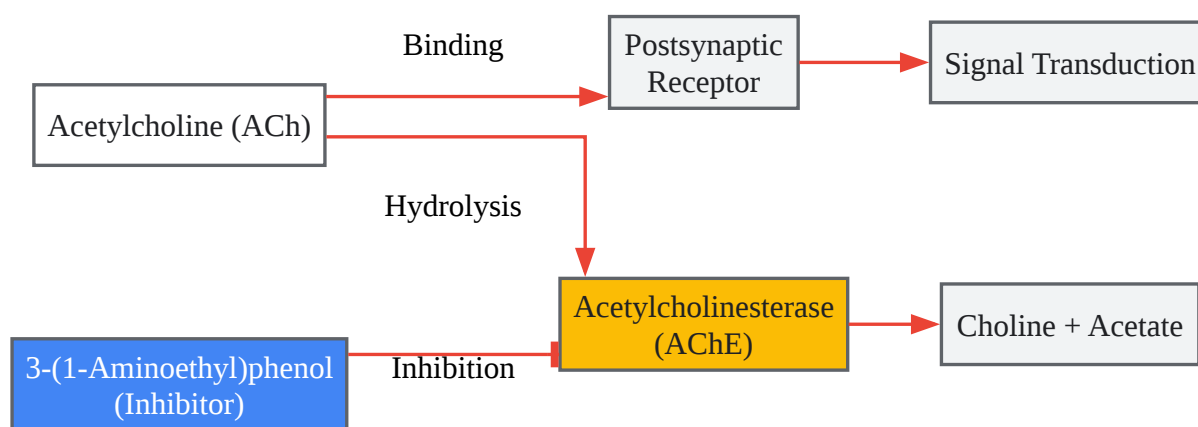 Binding
Postsynaptic
Receptor
Signal Transduction
Acetylcholine (ACh)
Hydrolysis
Acetylcholinesterase
(AChE)
Choline + Acetate
3-(1-Aminoethyl)phenol
(Inhibitor)
Inhibition